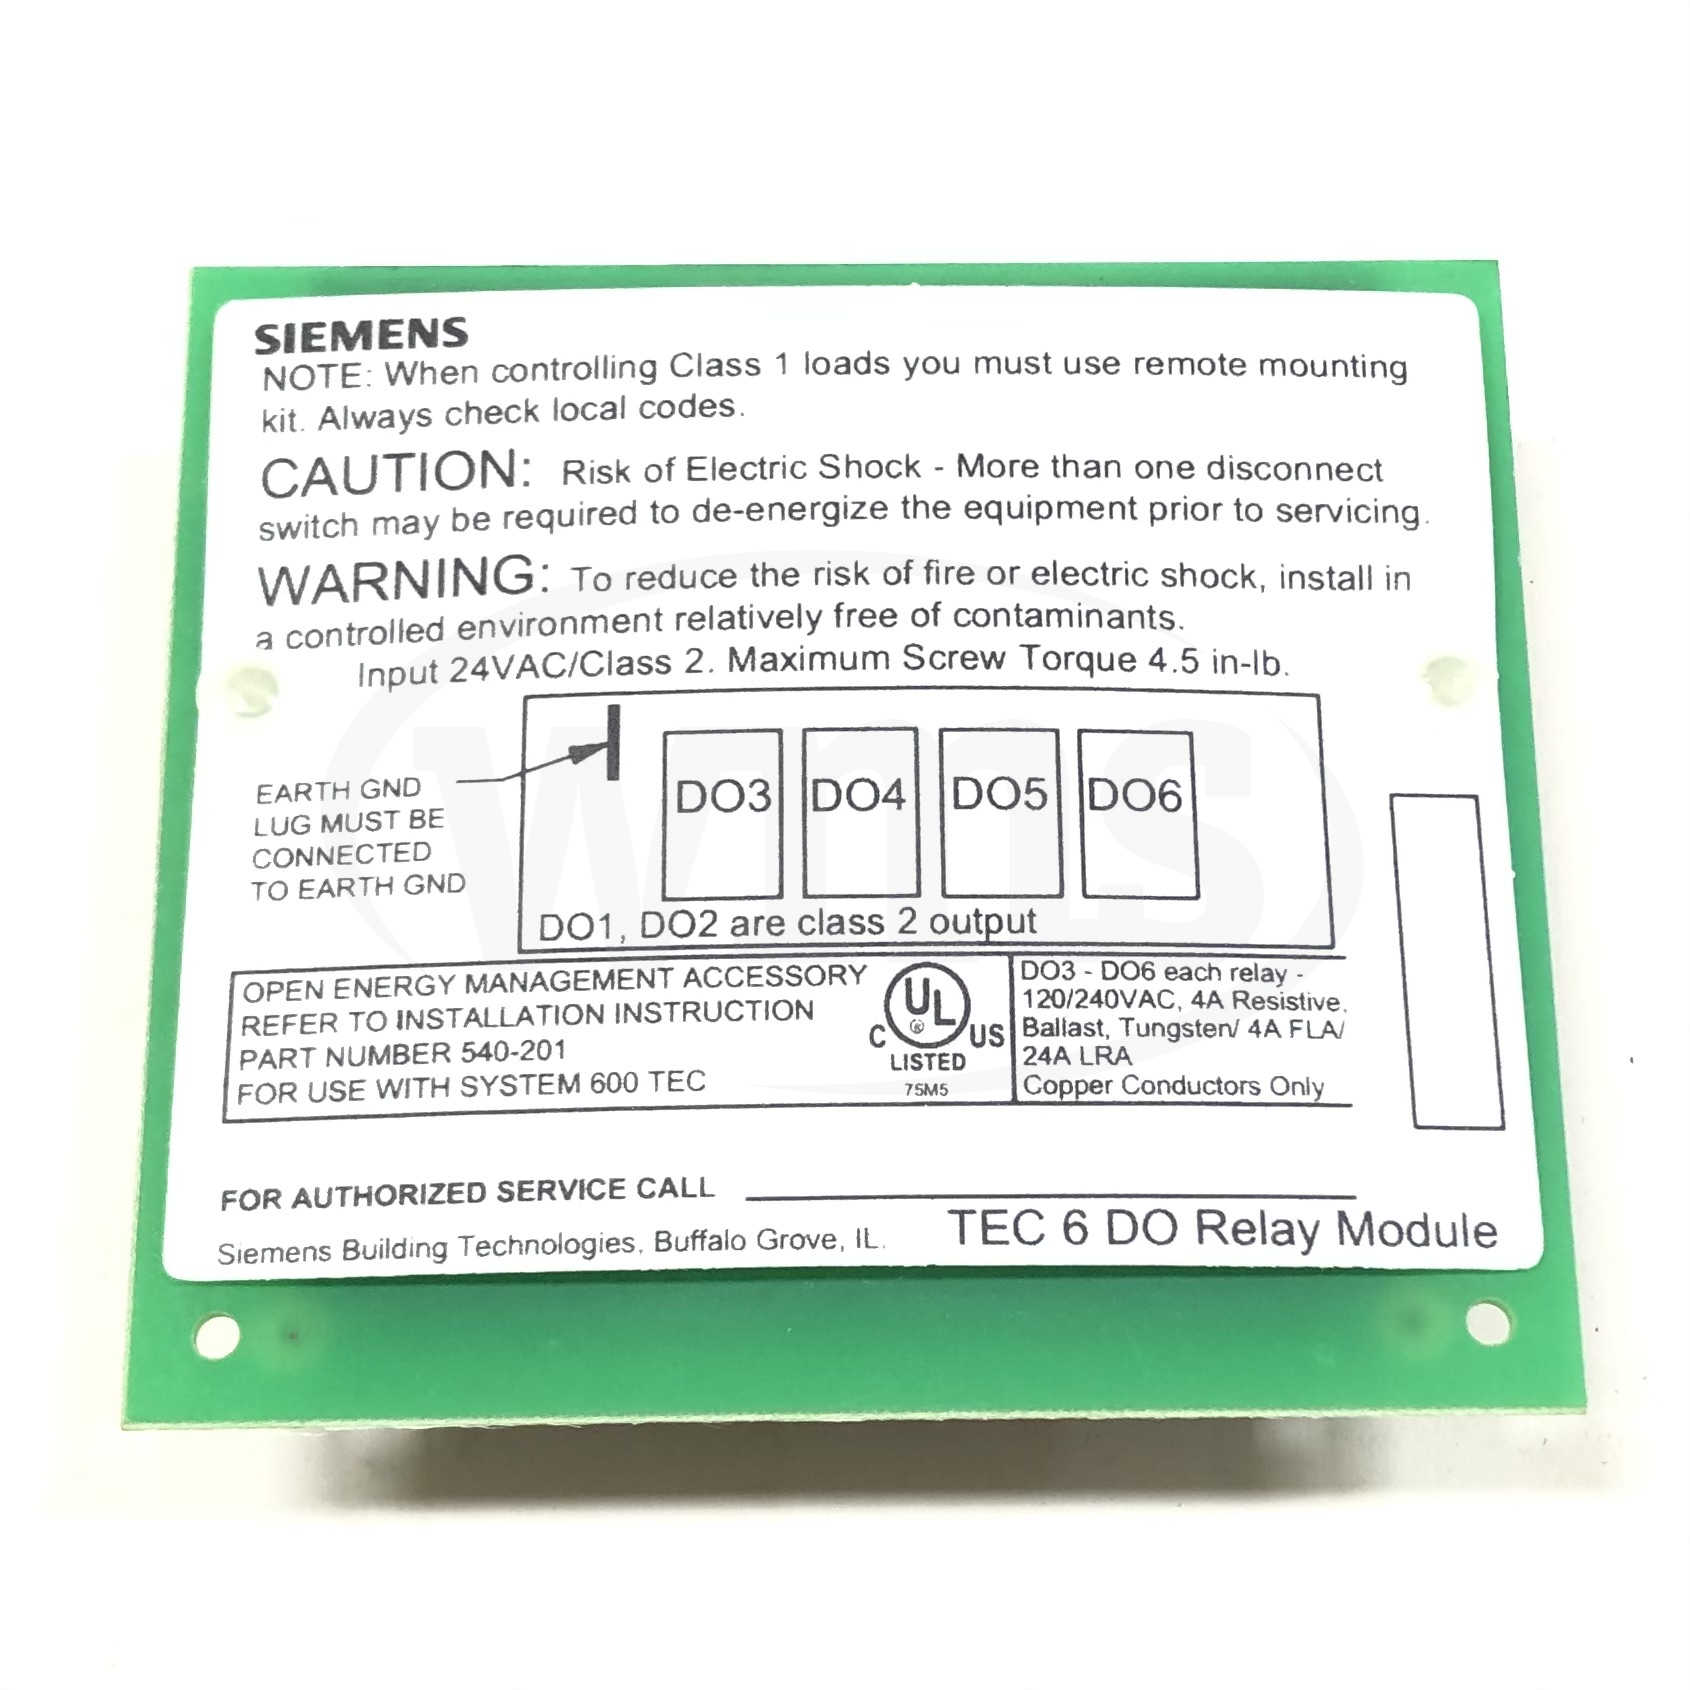 SIEMENS
NOTE: When controlling Class 1 loads you must use remote mounting
kit. Always check local codes.
CAUTION: Risk of Electric Shock - More than one disconnect
switch may be required to de-energize the equipment prior to servicing.
WARNING: To reduce the risk of fire or electric shock, install in
a controlled environment relatively free of contaminants.
Input 24VAC/Class 2. Maximum Screw Torque 4.5 in-lb.
EARTH GND
LUG MUST BE
CONNECTED
TO EARTH GND
DO3 DO4 DO5 DO6
DO1, DO2 are class 2 output
wms
OPEN ENERGY MANAGEMENT ACCESSORY
REFER TO INSTALLATION INSTRUCTION
PART NUMBER 540-201
FOR USE WITH SYSTEM 600 TEC
C UL ® US
LISTED
75M5
DO3 - DO6 each relay -
120/240VAC, 4A Resistive,
Ballast, Tungsten/ 4A FLA/
24A LRA
Copper Conductors Only
FOR AUTHORIZED SERVICE CALL
Siemens Building Technologies, Buffalo Grove, IL.
TEC 6 DO Relay Module